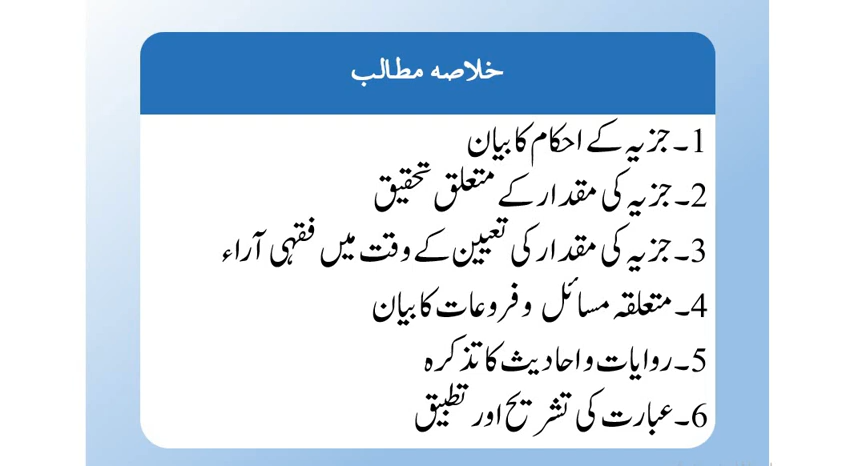 خلاصہ مطالب
1۔جزیہ کے احکام کا بیان
2۔جزیہ کی مقدار کے متعلق تحقیق
3۔جزیہ کی مقدار کی تعیین کے وقت میں فقہی آراء
4۔متعلقہ مسائل و فروعات کا بیان
5۔روایات و احادیث کا تذکرہ
6۔عبارت کی تشریح اور تطبیق